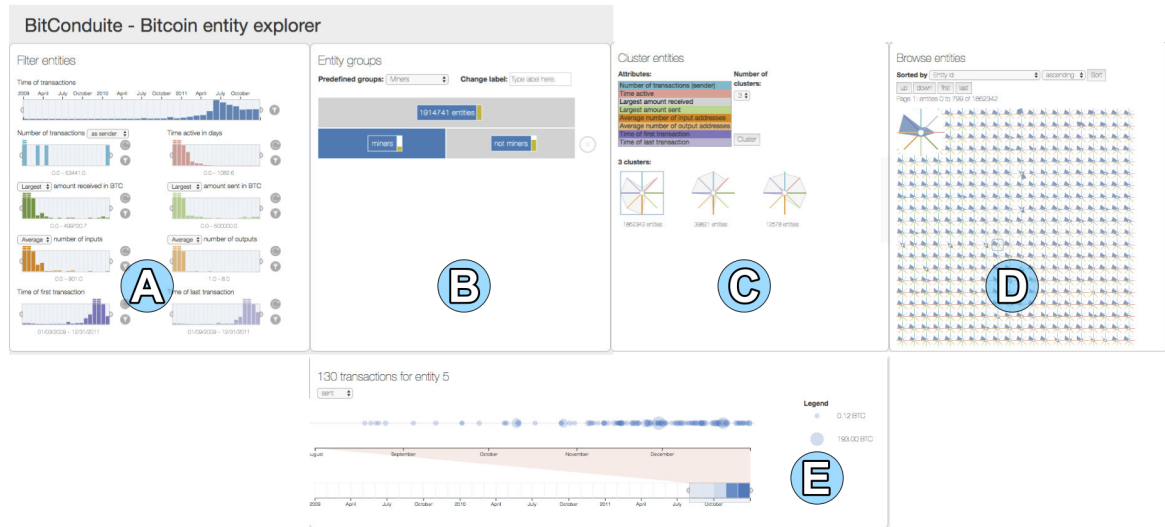 BitConduite - Bitcoin entity explorer
Filter entities
Time of transactions
2009 April July October 2010 April July October 2011 April July October
Number of transactions as sender
Time active in days
0.0 - 53441.0
0.0 - 1082.6
Largest amount received in BTC
Largest amount sent in BTC
0.0 - 500000.0
Average number of inputs
Average number of outputs
0.0 - 901.0
1.0 - 8.0
Time of first transaction
Time of last transaction
01/03/2009 - 12/31/2011
01/09/2009 - 12/31/2011
A
Entity groups
Predefined groups: Miners Change label: Type label here
1914741 entities
miners
not miners
B
Cluster entities
Attributes:
Number of clusters:
Number of transactions (sender)
Time active
Largest amount received
Largest amount sent
Average number of input addresses
Average number of output addresses
Time of first transaction
Time of last transaction
3
Cluster
3 clusters:
1862342 entities
39821 entities
12578 entities
C
Browse entities
Sorted by Entity id ascending Sort
up down first last
Page 1: entities 0 to 799 of 1862342
D
130 transactions for entity 5
sent
Legend
0.12 BTC
193.00 BTC
August September October November December
2009 April July October 2010 April July October 2011 April July October
E